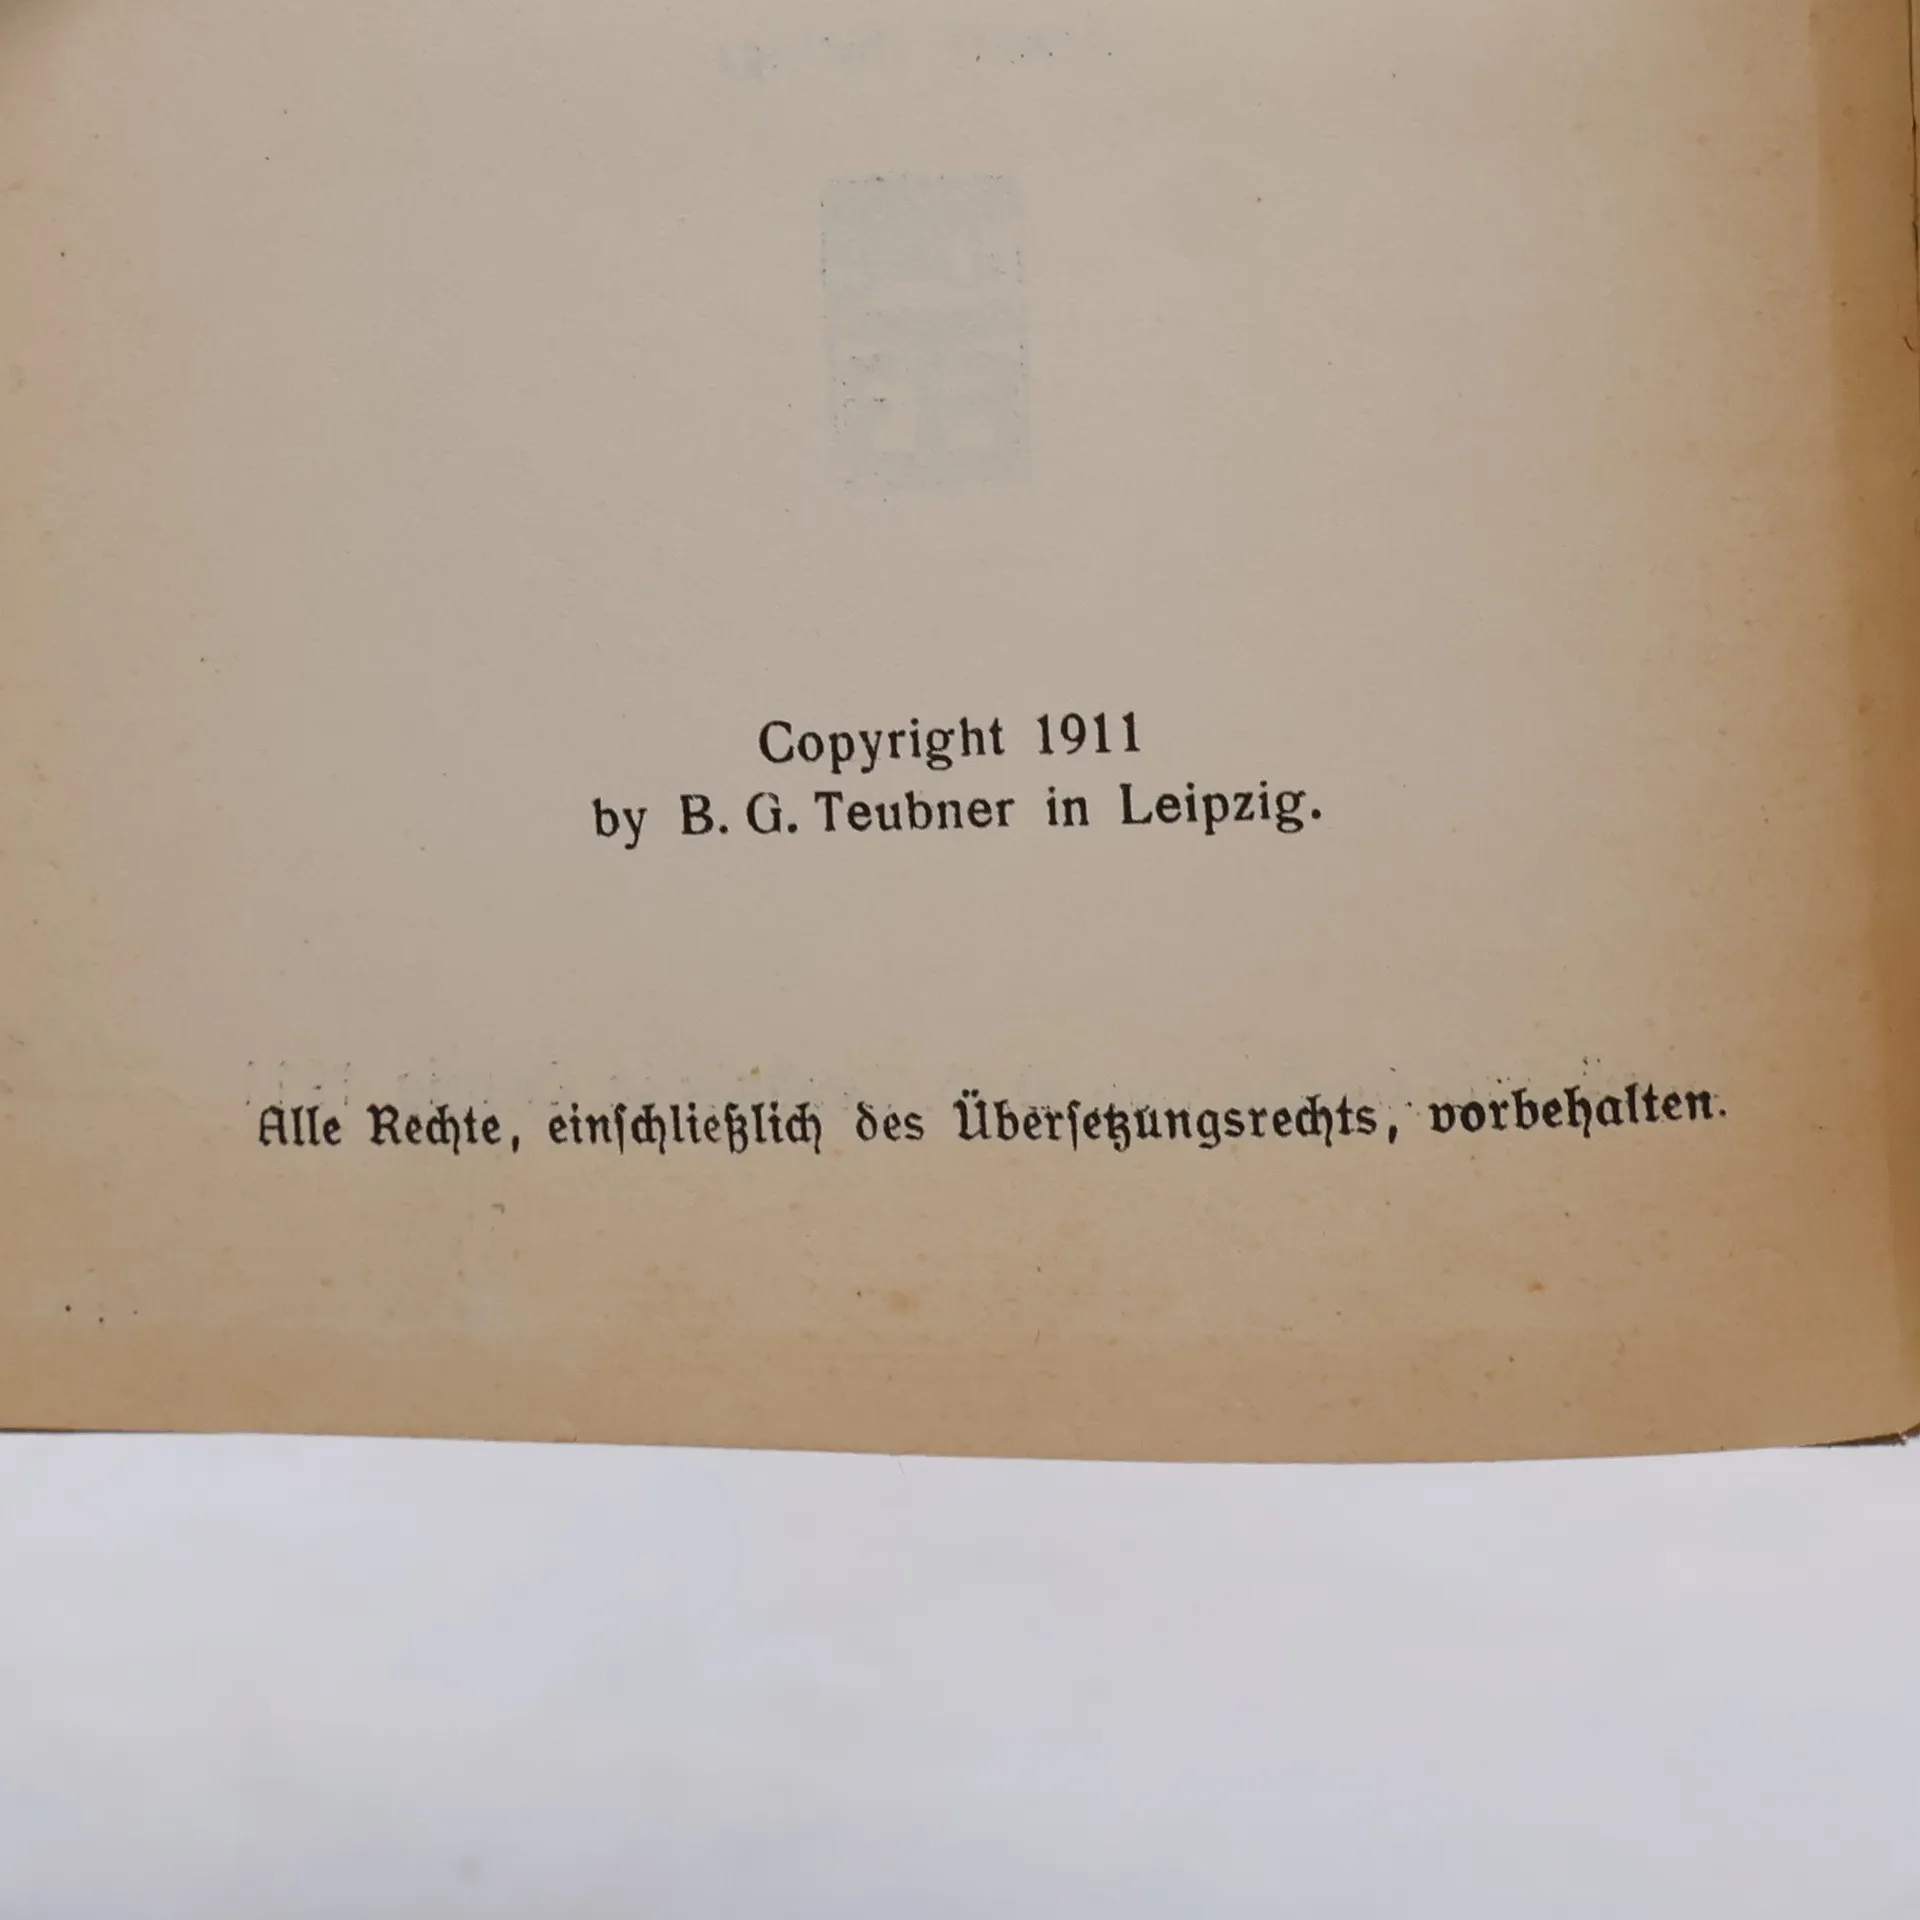 Copyright 1911
by B. G. Teubner in Leipzig.
Alle Rechte, einſchließlich des Überſetzungsrechts, vorbehalten.